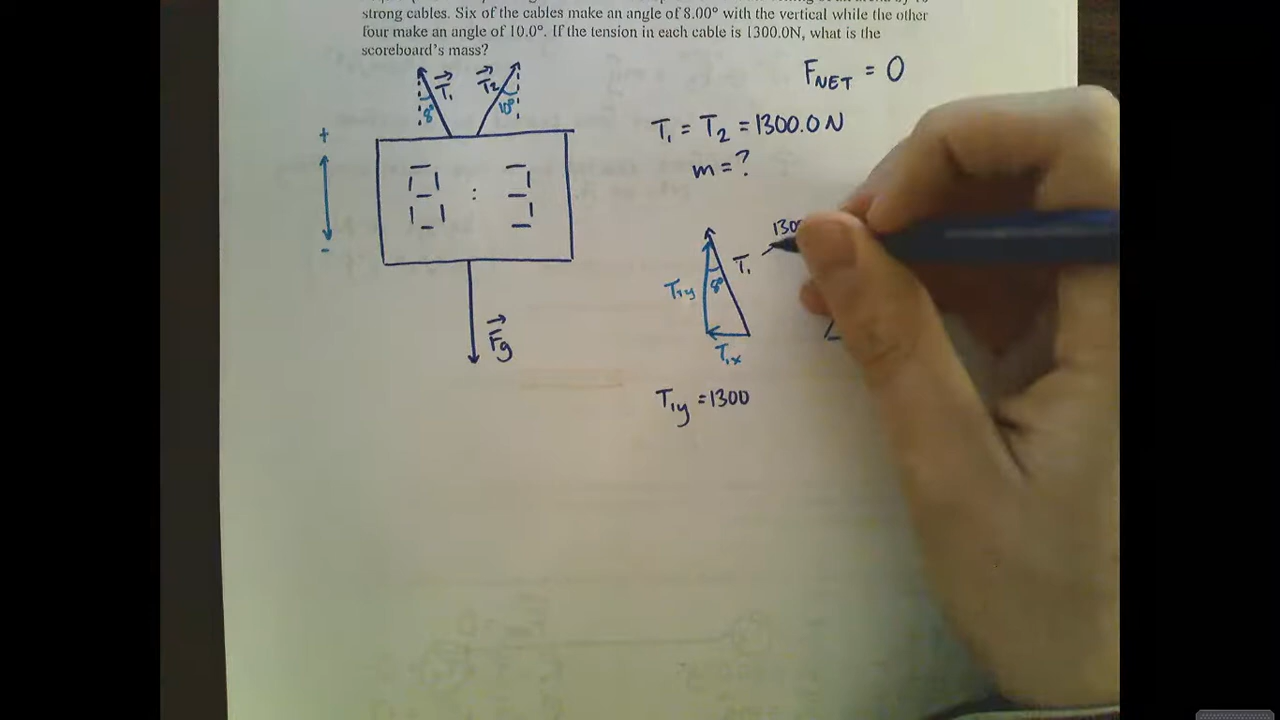 strong cables. Six of the cables make an angle of 8.00° with the vertical while the other
four make an angle of 10.0°. If the tension in each cable is 1300.0N, what is the
scoreboard's mass?
F_NET = 0
T₁ T₂
8° 10°
T₁ = T₂ = 1300.0 N
m = ?
+
-
Fg
130
T₁
8°
T₁y
T₁x
T₁y = 1300